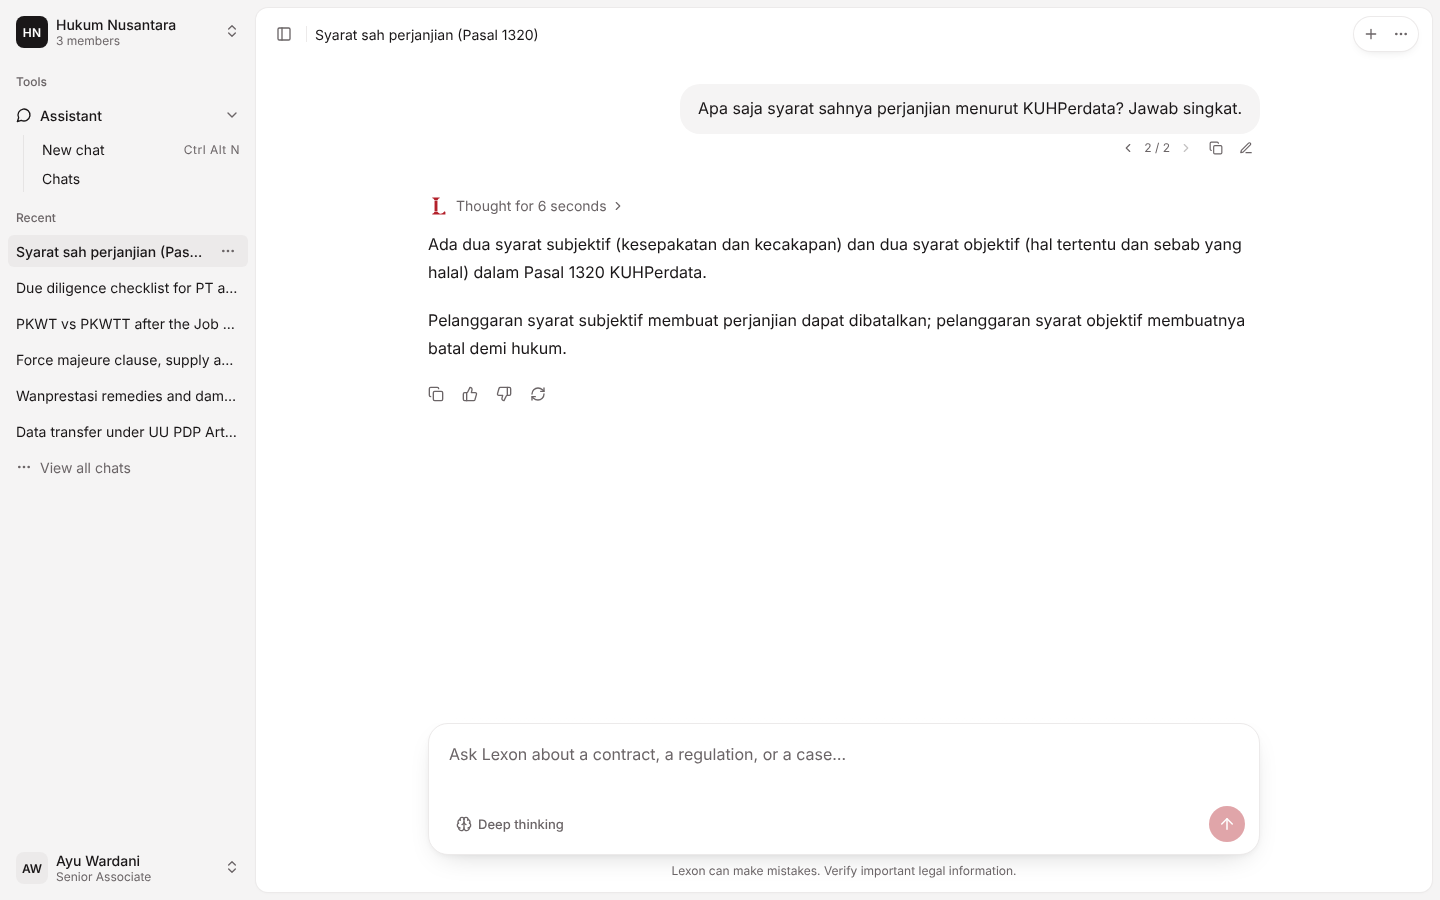 HN
Hukum Nusantara
3 members
Tools
Assistant
New chat
Ctrl Alt N
Chats
Recent
Syarat sah perjanjian (Pas...
Due diligence checklist for PT a...
PKWT vs PKWTT after the Job ...
Force majeure clause, supply a...
Wanprestasi remedies and dam...
Data transfer under UU PDP Art...
View all chats
AW
Ayu Wardani
Senior Associate
Syarat sah perjanjian (Pasal 1320)
Apa saja syarat sahnya perjanjian menurut KUHPerdata? Jawab singkat.
2 / 2
L
Thought for 6 seconds
Ada dua syarat subjektif (kesepakatan dan kecakapan) dan dua syarat objektif (hal tertentu dan sebab yang
halal) dalam Pasal 1320 KUHPerdata.
Pelanggaran syarat subjektif membuat perjanjian dapat dibatalkan; pelanggaran syarat objektif membuatnya
batal demi hukum.
Ask Lexon about a contract, a regulation, or a case...
Deep thinking
Lexon can make mistakes. Verify important legal information.